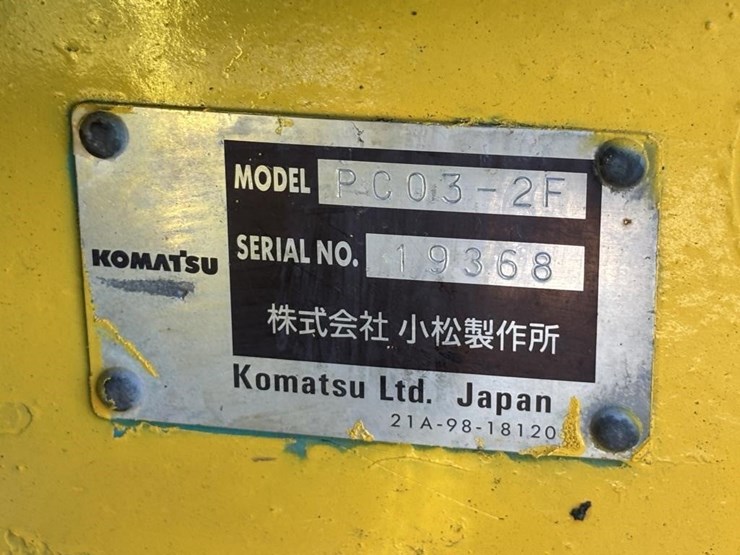 MODEL PC03-2F
KOMATSU SERIAL NO. 19368
株式会社 小松製作所
Komatsu Ltd. Japan
21A-98-18120